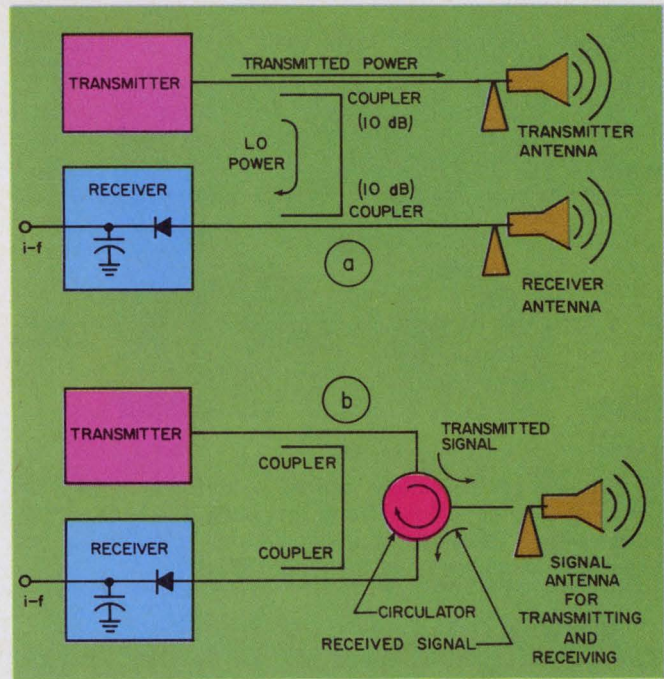 TRANSMITTER
TRANSMITTED POWER
COUPLER
(10 dB)
TRANSMITTER
ANTENNA
LO
POWER
RECEIVER
(10 dB)
COUPLER
i-f
a
RECEIVER
ANTENNA
b
TRANSMITTER
TRANSMITTED
SIGNAL
COUPLER
RECEIVER
COUPLER
i-f
CIRCULATOR
RECEIVED SIGNAL
SIGNAL
ANTENNA
FOR
TRANSMITTING
AND
RECEIVING